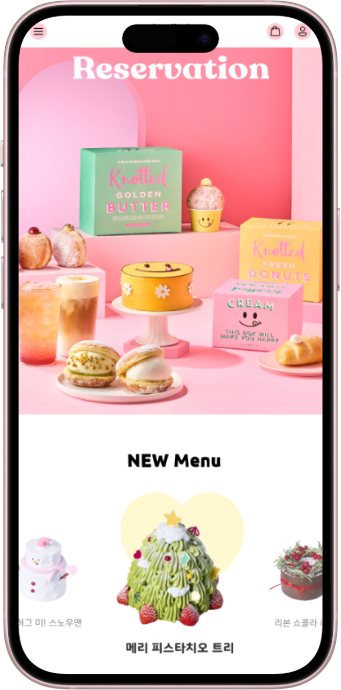 Reservation
Knotted
GOLDEN
BUTTER
Knotted
FRESH
DONUTS
CREAM
THIS BOX WILL
MAKE YOU HAPPY
NEW Menu
어그 미! 스노우맨
메리 피스타치오 트리
리본 쇼콜라